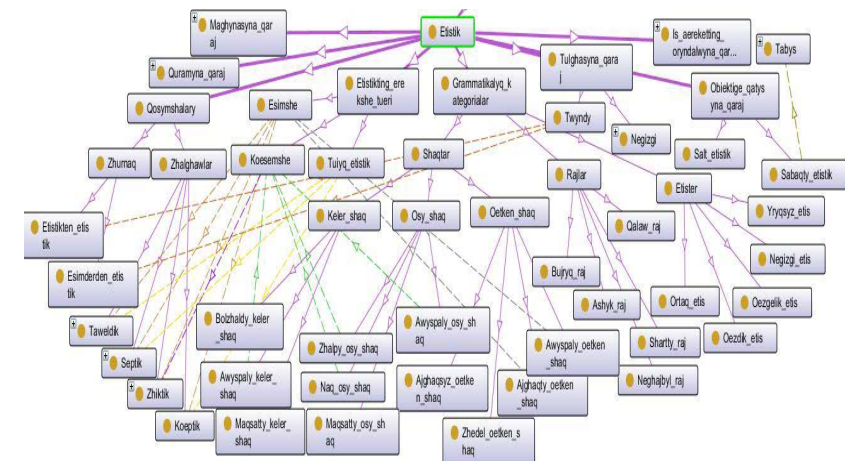 Maghynasyna_qar
aj
Etistik
Is_aereketting_
oryndalwyna_qar...
Tabys
Quramyna_qaraj
Tulghasyna_qara
j
Qosymshalary
Esimshe
Etistikting_ere
kshe_tueri
Grammatikalyq_k
ategorialar
Obiektige_qatys
yna_qaraj
Twyndy
Negizgi
Zhumaq
Zhalghawlar
Koesemshe
Tuiyq_etistik
Shaqtar
Salt_etistik
Rajlar
Etister
Sabaqty_etistik
Etistikten_etis
tik
Keler_shaq
Osy_shaq
Oetken_shaq
Qalaw_raj
Yryqsyz_etis
Esimderden_etis
tik
Bujryq_raj
Negizgi_etis
Taweldik
Bolzhaidy_keler
_shaq
Ashyk_raj
Ortaq_etis
Oezgelik_etis
Septik
Zhalpy_osy_shaq
Awyspaly_osy_sh
aq
Awyspaly_oetken
_shaq
Shartty_raj
Oezdik_etis
Zhiktik
Awyspaly_keler_
shaq
Naq_osy_shaq
Ajghaqsyz_oetke
n_shaq
Ajghaqty_oetken
_shaq
Neghajbyl_raj
Koeptik
Maqsatty_keler_
shaq
Maqsatty_osy_sh
aq
Zhedel_oetken_s
haq